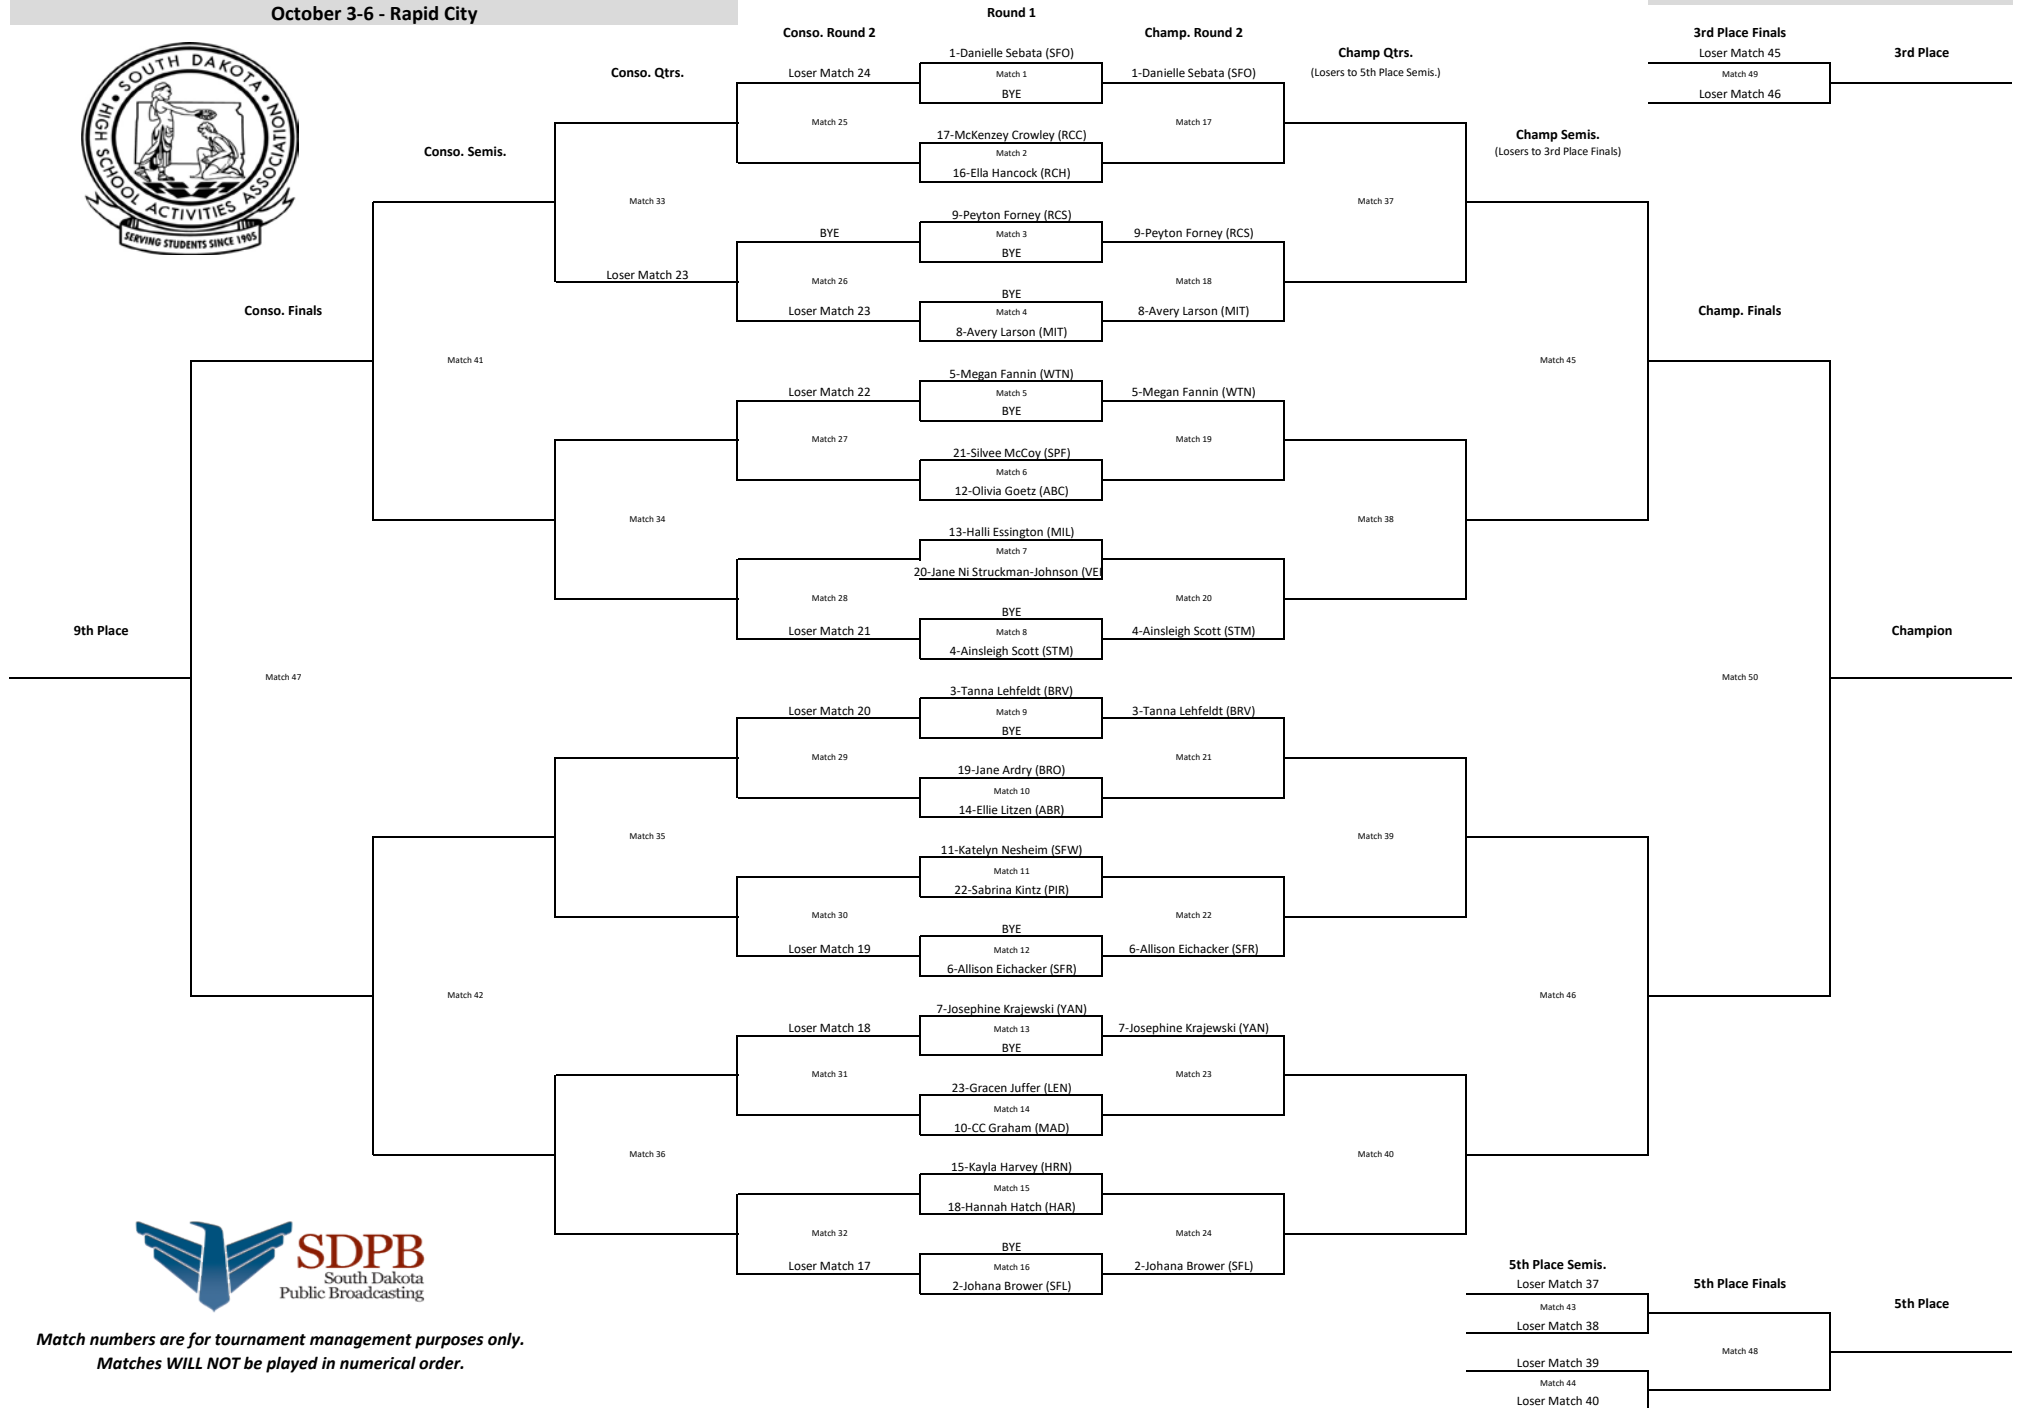 October 3-6 - Rapid City
Round 1
Conso. Round 2
Champ. Round 2
3rd Place Finals
1-Danielle Sebata (SFO)
Champ Qtrs.
Loser Match 45
3rd Place
Conso. Qtrs.
Loser Match 24
Match 1
1-Danielle Sebata (SFO)
(Losers to 5th Place Semis.)
Match 49
BYE
Loser Match 46
SOUTH DAKOTA
HIGH SCHOOL ACTIVITIES ASSOCIATION
SERVING STUDENTS SINCE 1905
Match 25
Match 17
17-McKenzey Crowley (RCC)
Champ Semis.
Conso. Semis.
Match 2
(Losers to 3rd Place Finals)
16-Ella Hancock (RCH)
Match 33
Match 37
9-Peyton Forney (RCS)
BYE
Match 3
9-Peyton Forney (RCS)
BYE
Loser Match 23
Match 26
Match 18
BYE
Conso. Finals
Loser Match 23
Match 4
8-Avery Larson (MIT)
Champ. Finals
8-Avery Larson (MIT)
Match 41
Match 45
5-Megan Fannin (WTN)
Loser Match 22
Match 5
5-Megan Fannin (WTN)
BYE
Match 27
Match 19
21-Silvee McCoy (SPF)
Match 6
12-Olivia Goetz (ABC)
Match 34
Match 38
13-Halli Essington (MIL)
Match 7
20-Jane Ni Struckman-Johnson (VE
Match 28
Match 20
BYE
9th Place
Loser Match 21
Match 8
4-Ainsleigh Scott (STM)
Champion
4-Ainsleigh Scott (STM)
Match 47
Match 50
3-Tanna Lehfeldt (BRV)
Loser Match 20
Match 9
3-Tanna Lehfeldt (BRV)
BYE
Match 29
Match 21
19-Jane Ardry (BRO)
Match 10
14-Ellie Litzen (ABR)
Match 35
Match 39
11-Katelyn Nesheim (SFW)
Match 11
22-Sabrina Kintz (PIR)
Match 30
Match 22
BYE
Loser Match 19
Match 12
6-Allison Eichacker (SFR)
6-Allison Eichacker (SFR)
Match 42
Match 46
7-Josephine Krajewski (YAN)
Loser Match 18
Match 13
7-Josephine Krajewski (YAN)
BYE
Match 31
Match 23
23-Gracen Juffer (LEN)
Match 14
10-CC Graham (MAD)
Match 36
Match 40
15-Kayla Harvey (HRN)
Match 15
18-Hannah Hatch (HAR)
Match 32
Match 24
BYE
Loser Match 17
Match 16
2-Johana Brower (SFL)
2-Johana Brower (SFL)
SDPB
South Dakota
Public Broadcasting
5th Place Semis.
Loser Match 37
5th Place Finals
Match 43
5th Place
Loser Match 38
Match numbers are for tournament management purposes only.
Matches WILL NOT be played in numerical order.
Match 48
Loser Match 39
Match 44
Loser Match 40